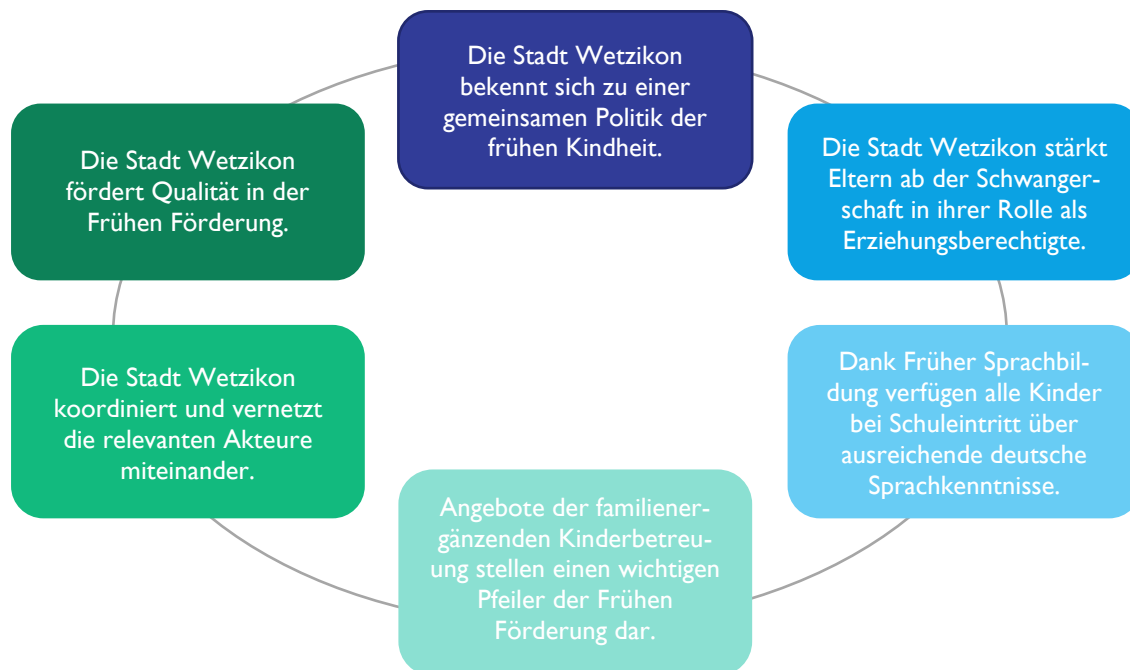 Die Stadt Wetzikon
bekennt sich zu einer
gemeinsamen Politik der
frühen Kindheit.
Die Stadt Wetzikon stärkt
Eltern ab der Schwanger-
schaft in ihrer Rolle als
Erziehungsberechtigte.
Dank Früher Sprachbil-
dung verfügen alle Kinder
bei Schuleintritt über
ausreichende deutsche
Sprachkenntnisse.
Angebote der familiener-
gänzenden Kinderbetreu-
ung stellen einen wichtigen
Pfeiler der Frühen
Förderung dar.
Die Stadt Wetzikon
koordiniert und vernetzt
die relevanten Akteure
miteinander.
Die Stadt Wetzikon
fördert Qualität in der
Frühen Förderung.